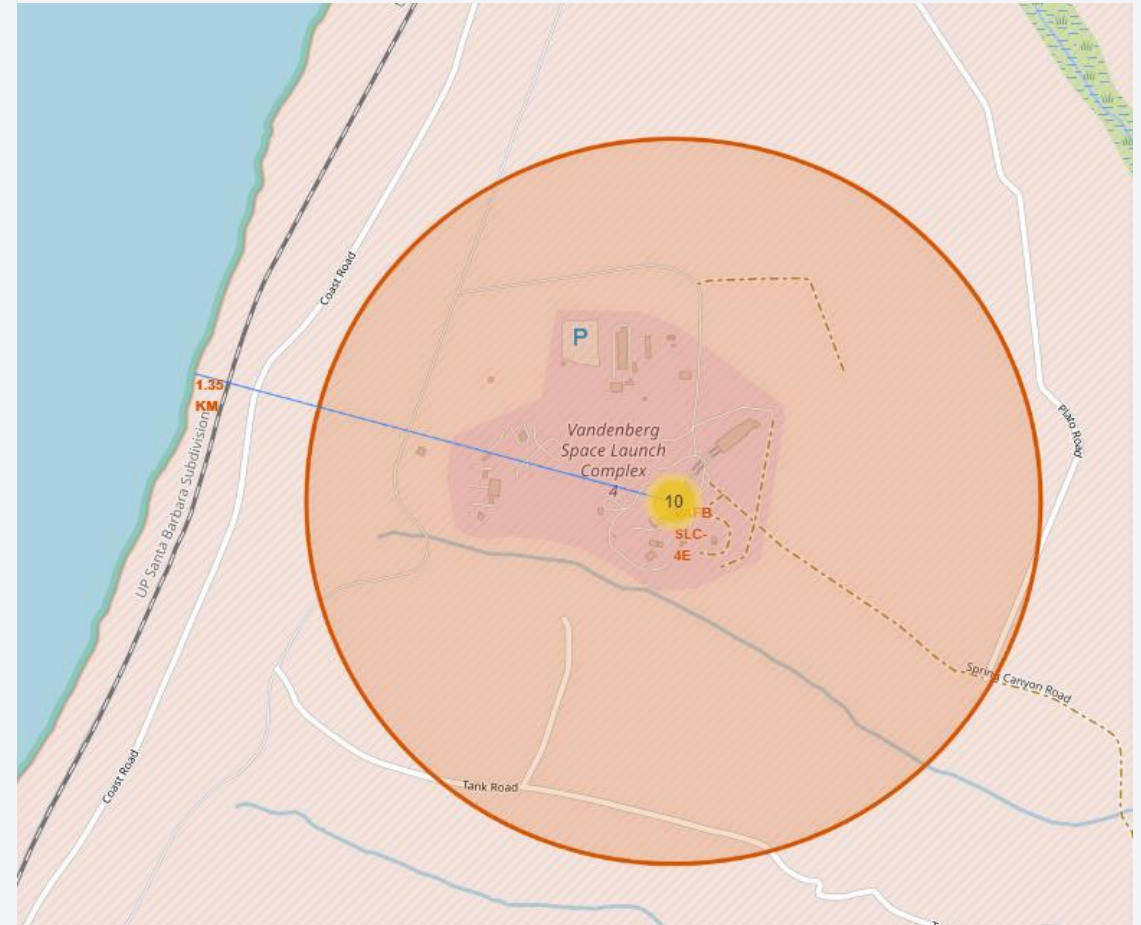 Coast Road
P
1.35
KM
UP Santa Barbara Subdivision
Plato Road
Vandenberg
Space Launch
Complex
4
10
VAFB
SLC-
4E
Spring Canyon Road
Coast Road
Tank Road